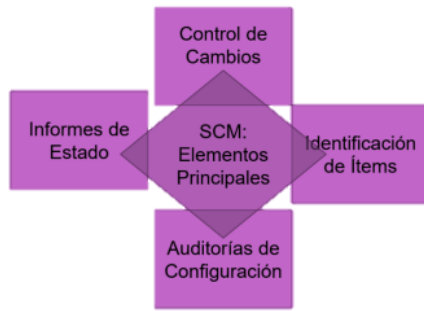 Control de
Cambios
Informes de
Estado
SCM:
Elementos
Principales
Identificación
de Ítems
Auditorías de
Configuración